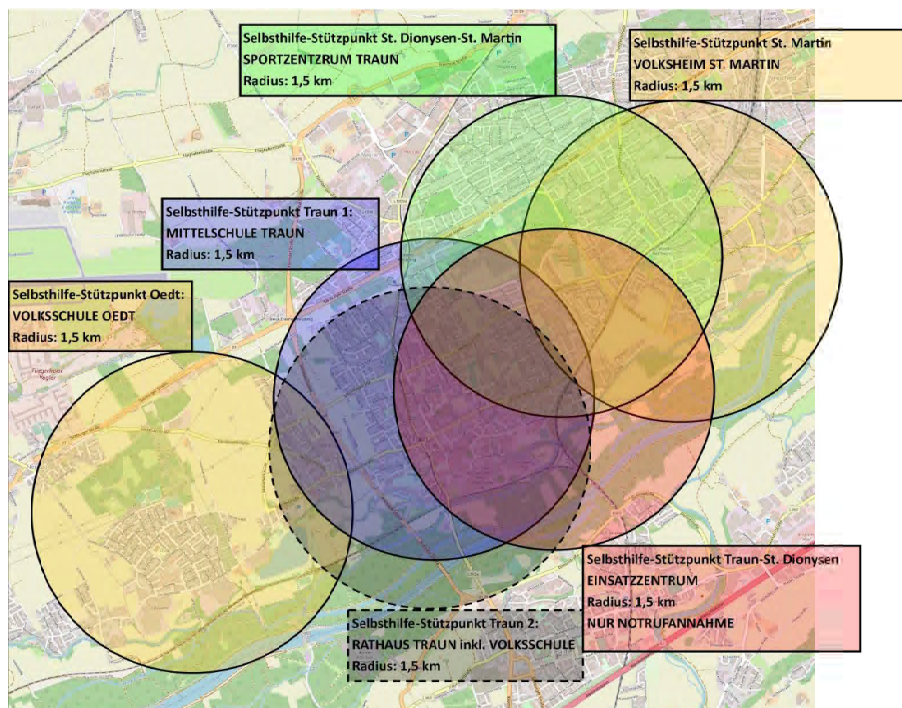 Selbsthilfe-Stützpunkt St. Dionysen-St. Martin
SPORTZENTZRUM TRAUN
Radius: 1,5 km
Selbsthilfe-Stützpunkt St. Martin
VOLKSHEIM ST. MARTIN
Radius: 1,5 km
Selbsthilfe-Stützpunkt Traun 1:
MITTELSCHULE TRAUN
Radius: 1,5 km
Selbsthilfe-Stützpunkt Oedt:
VOLKSSCHULE OEDT
Radius: 1,5 km
Selbsthilfe-Stützpunkt Traun-St. Dionysen
EINSATZZENTRUM
Radius: 1,5 km
NUR NOTRUFANNAHME
Selbsthilfe-Stützpunkt Traun 2:
RATHAUS TRAUN inkl. VOLKSSCHULE
Radius: 1,5 km